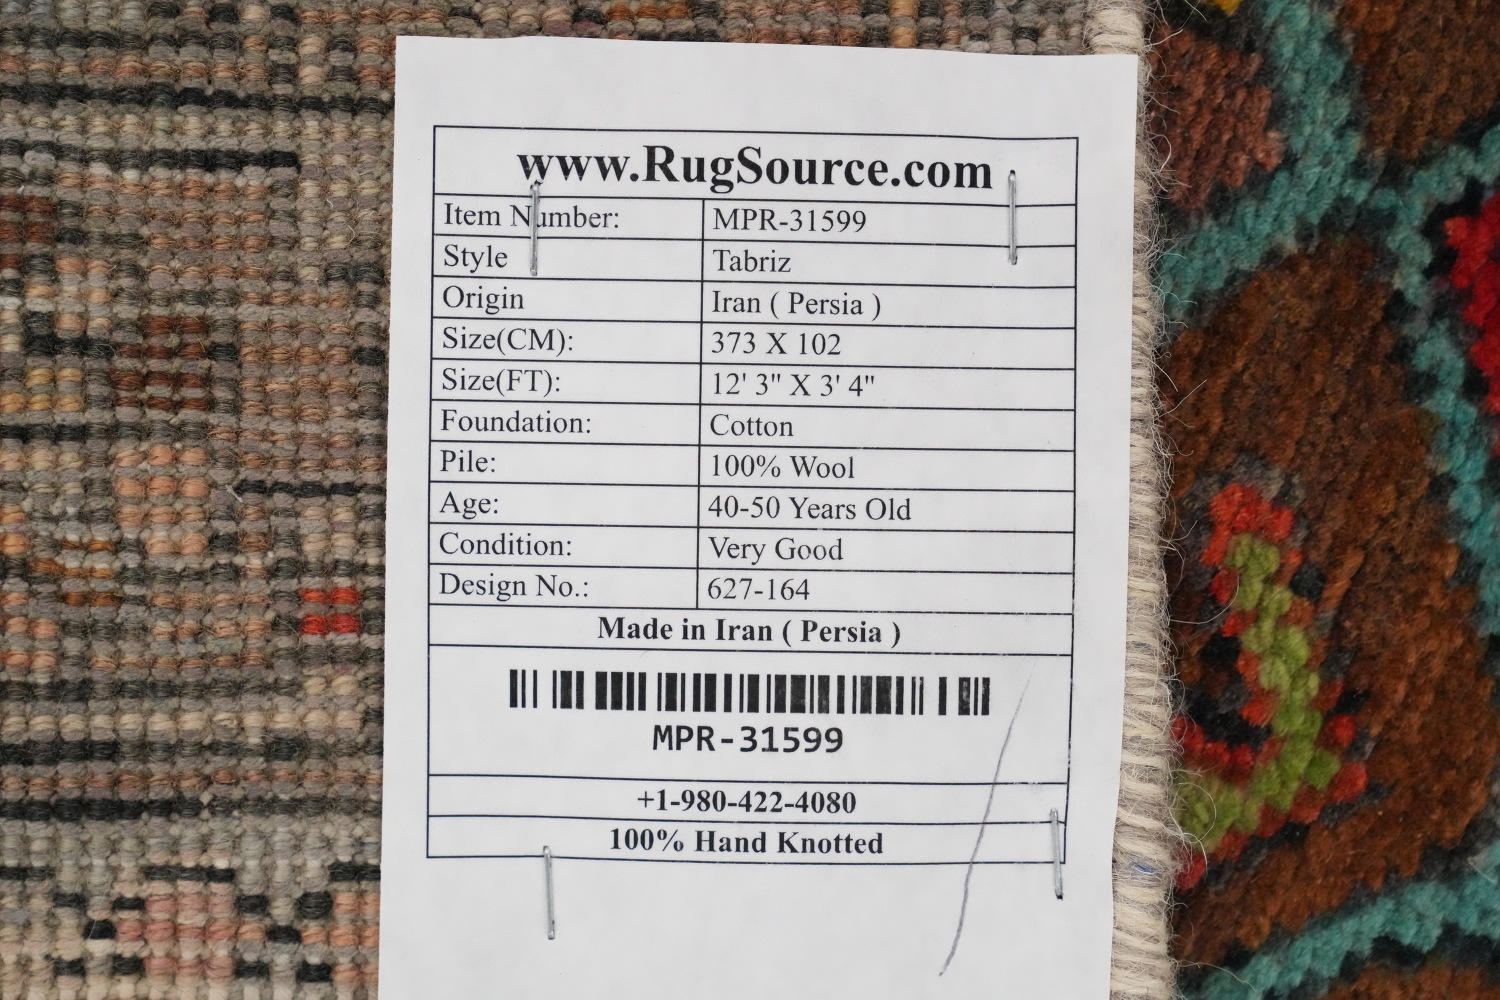 www.RugSource.com
Item Number: MPR-31599
Style Tabriz
Origin Iran ( Persia )
Size(CM): 373 X 102
Size(FT): 12' 3" X 3' 4"
Foundation: Cotton
Pile: 100% Wool
Age: 40-50 Years Old
Condition: Very Good
Design No.: 627-164
Made in Iran ( Persia )
MPR-31599
+1-980-422-4080
100% Hand Knotted